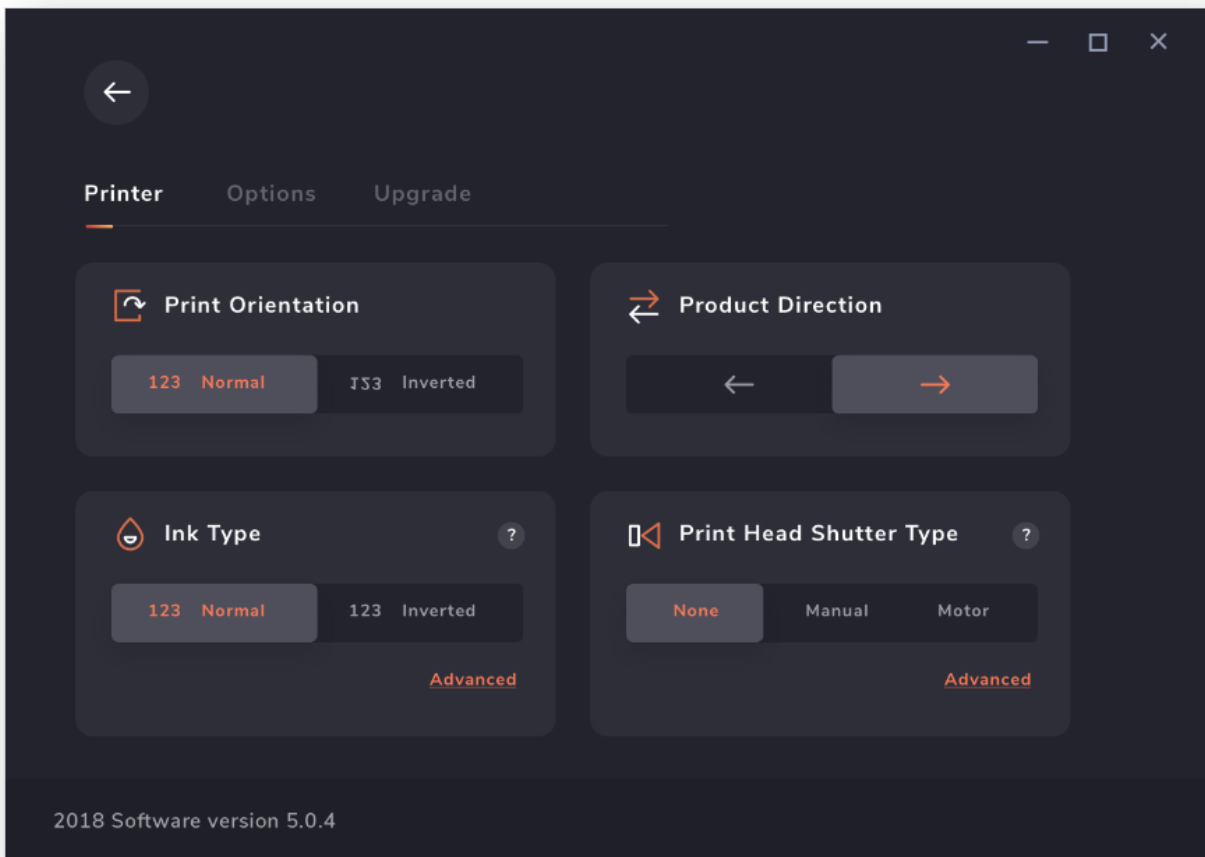 Printer Options Upgrade
Print Orientation
123 Normal 123 Inverted
Product Direction
Ink Type ?
123 Normal 123 Inverted
Advanced
Print Head Shutter Type ?
None Manual Motor
Advanced
2018 Software version 5.0.4